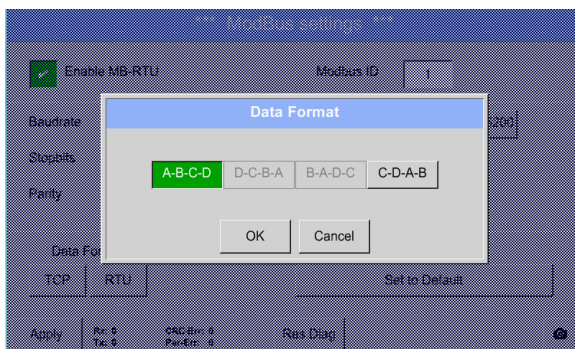 *** ModBus settings ***
Enable MB-RTU Modbus ID 1
Data Format
Baudrate
Stopbits
A-B-C-D D-C-B-A B-A-D-C C-D-A-B
Parity
OK Cancel
TCP RTU Set to Default
Apply Rx: 0 CRC-Err: 0 Res Diag
Tx: 0 Par-Err: 0